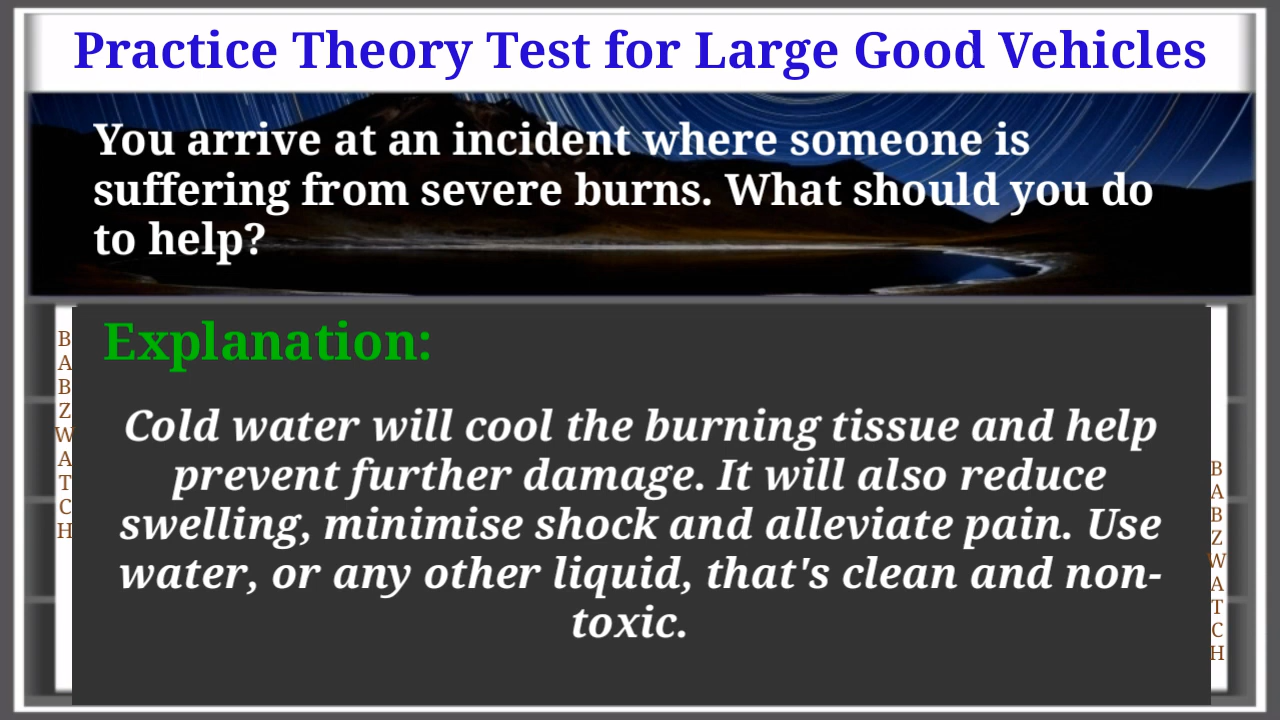 Practice Theory Test for Large Good Vehicles
You arrive at an incident where someone is
suffering from severe burns. What should you do
to help?
Explanation:
Cold water will cool the burning tissue and help
prevent further damage. It will also reduce
swelling, minimise shock and alleviate pain. Use
water, or any other liquid, that's clean and non-
toxic.
B
A
B
Z
W
A
T
C
H
B
A
B
Z
W
A
T
C
H